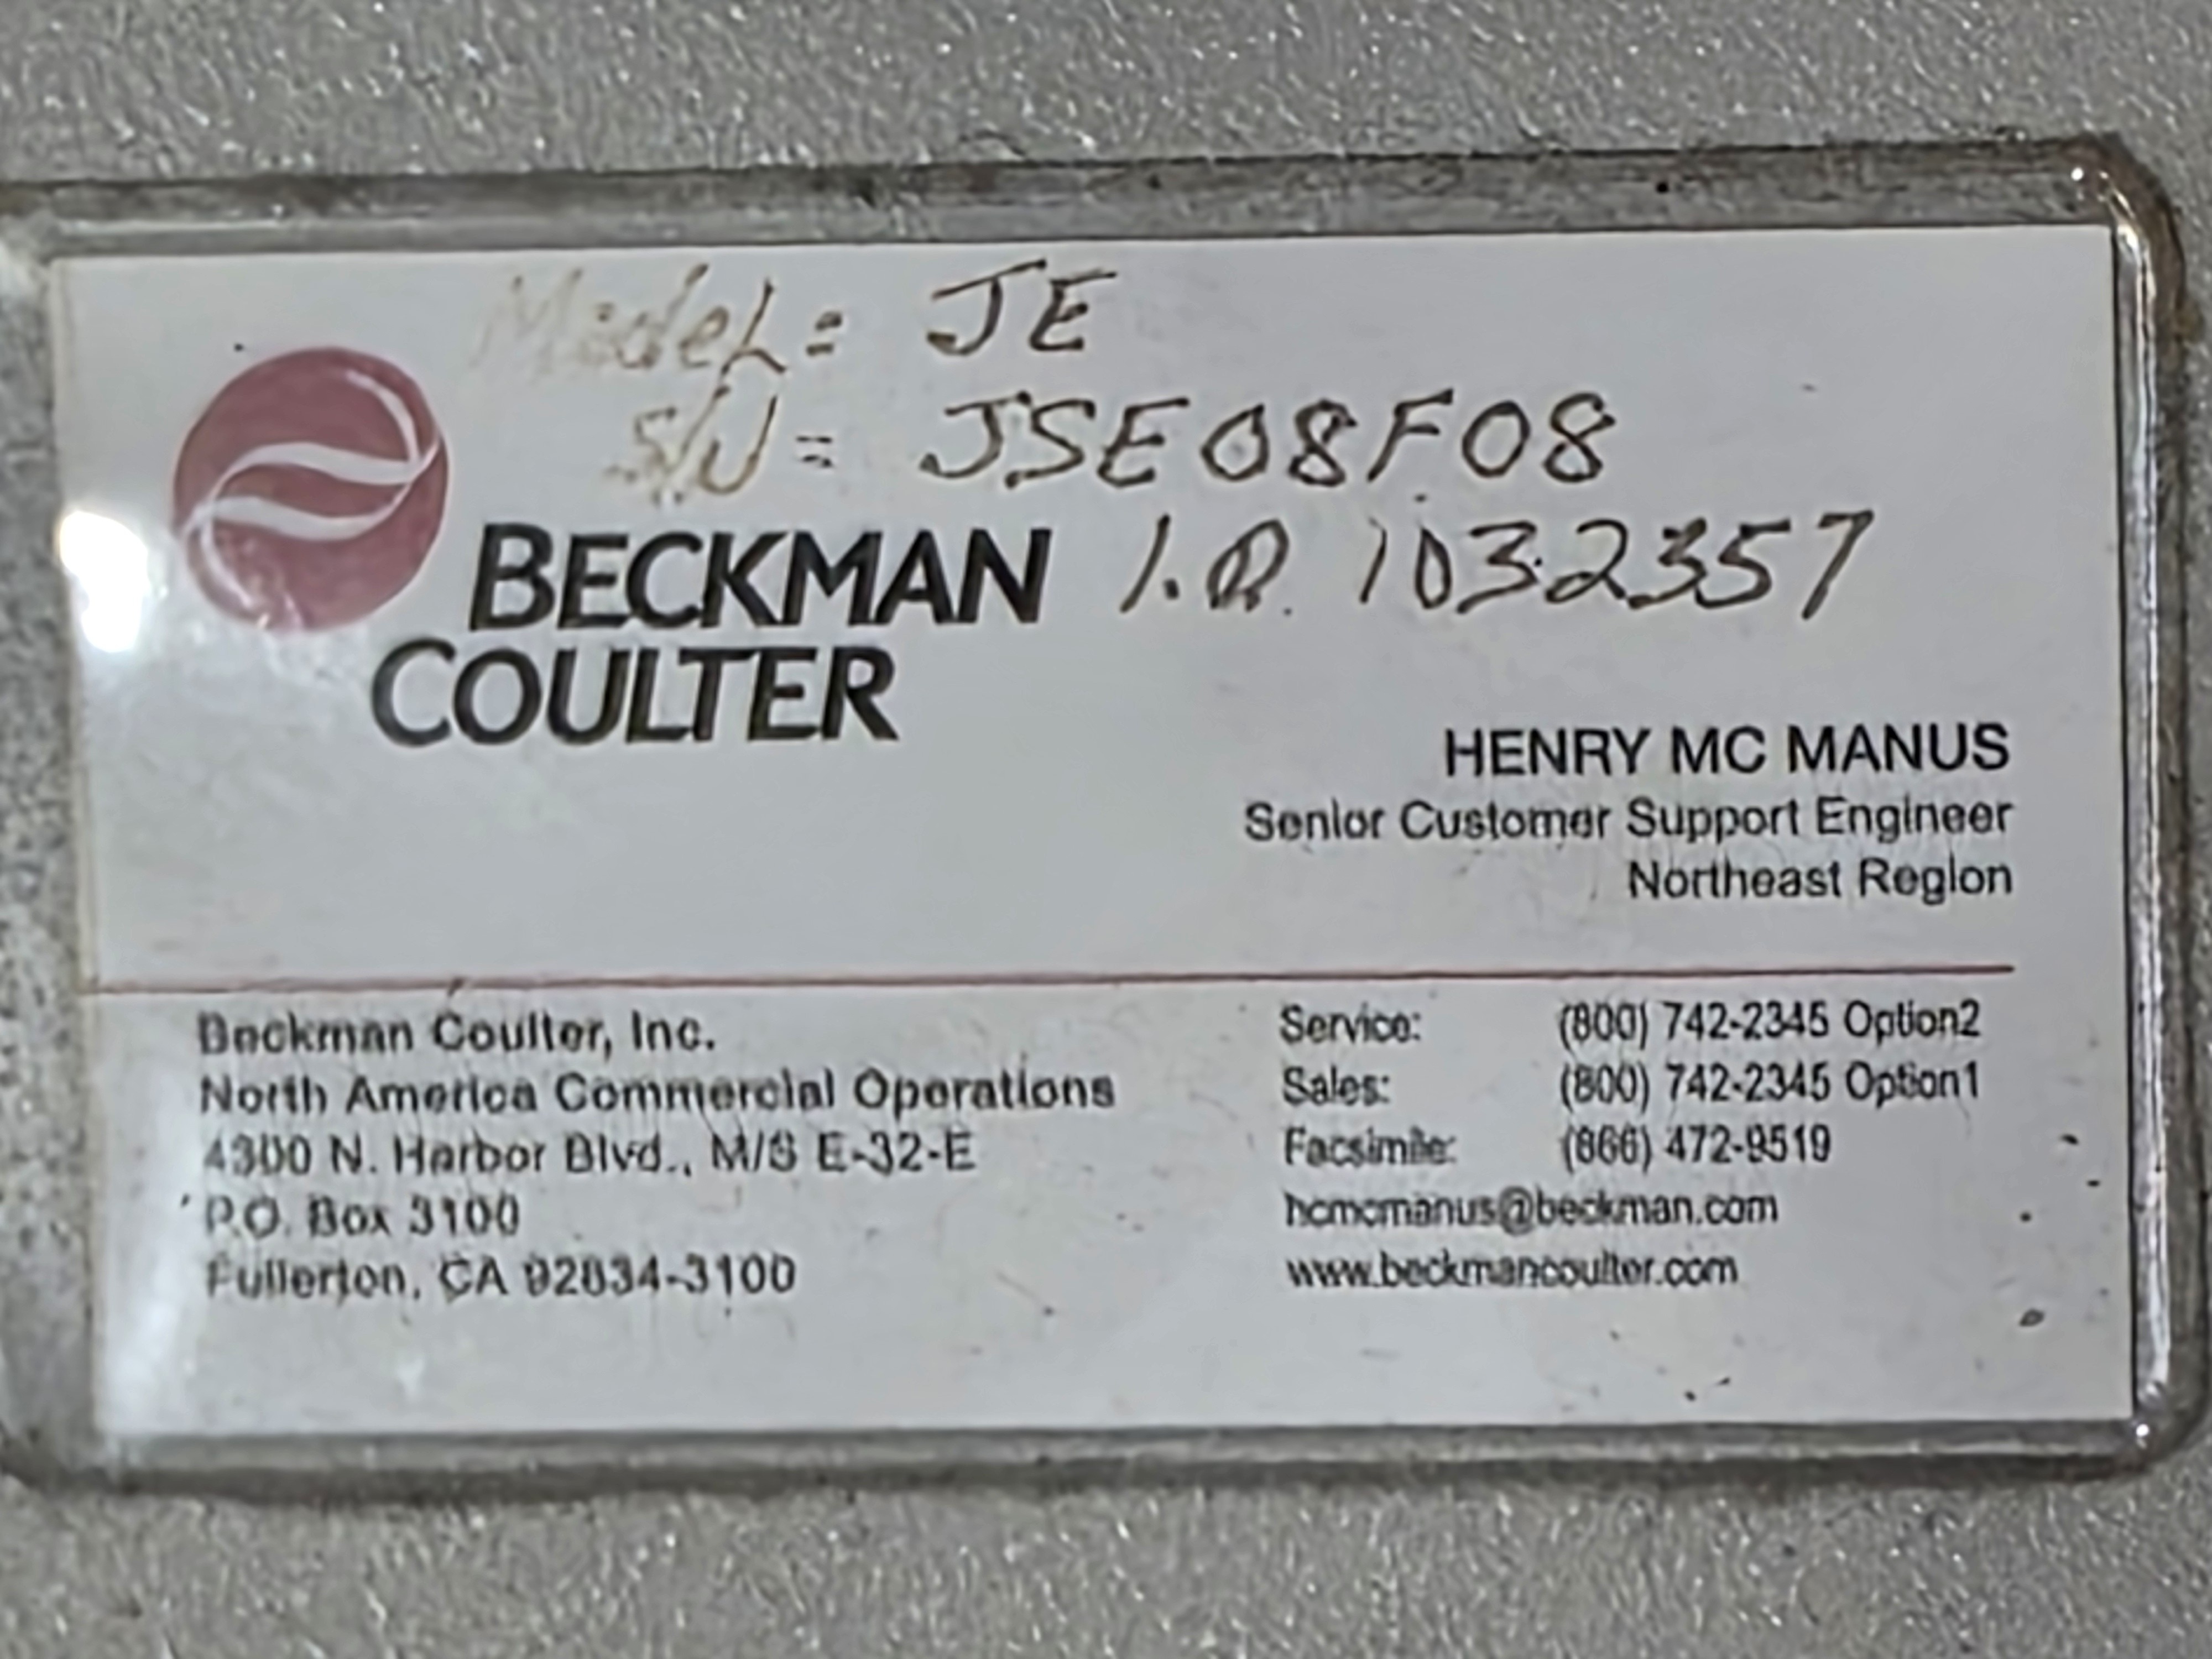 Model = JE
S/N = JSE08F08
I.D. 1032357
BECKMAN
COULTER
HENRY MC MANUS
Senior Customer Support Engineer
Northeast Region
Beckman Coulter, Inc.
North America Commercial Operations
4300 N. Harbor Blvd., M/S E-32-E
P.O. Box 3100
Fullerton, CA 92834-3100
Service: (800) 742-2345 Option2
Sales: (800) 742-2345 Option1
Facsimile: (866) 472-9519
hcmcmanus@beckman.com
www.beckmancoulter.com